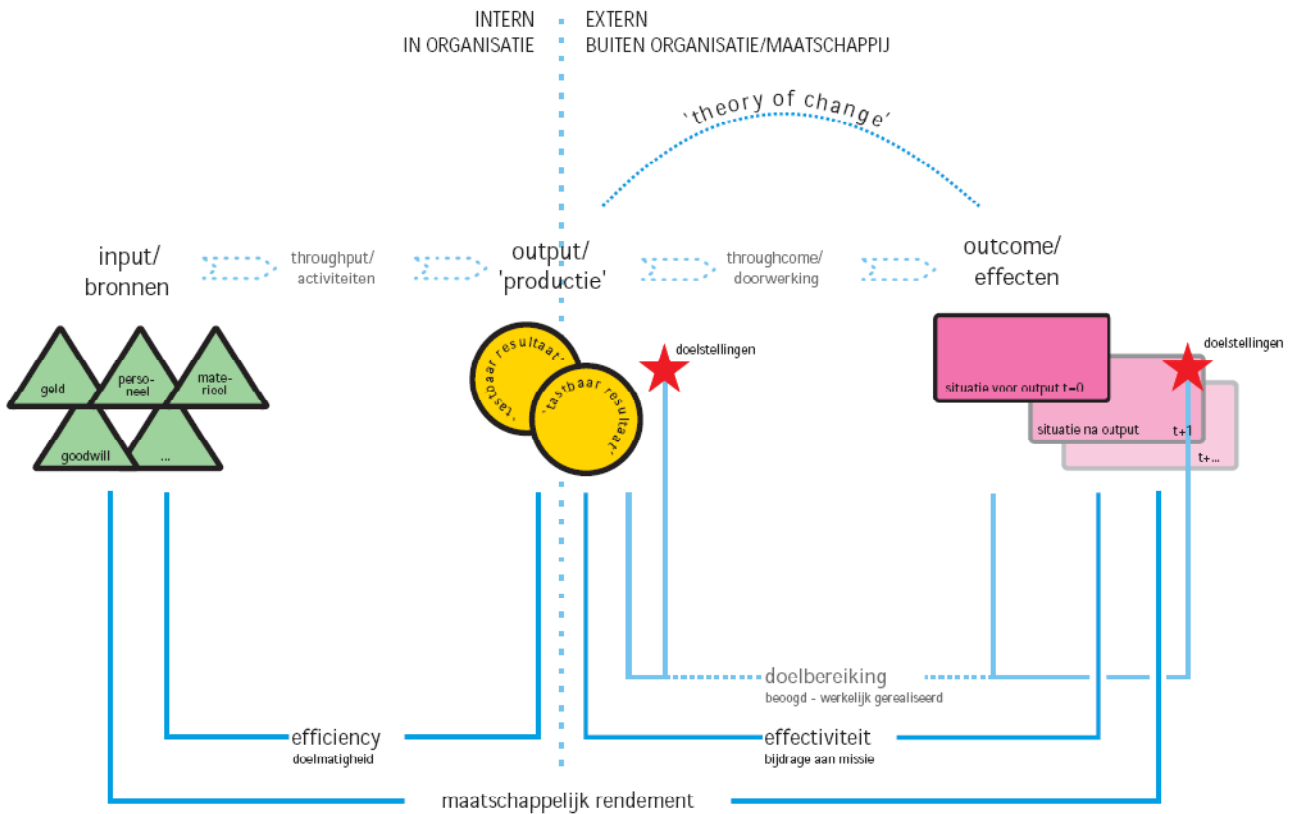 INTERN
IN ORGANISATIE
EXTERN
BUITEN ORGANISATIE/MAATSCHAPPIJ
'theory of change'
input/
bronnen
throughput/
activiteiten
output/
'productie'
throughcome/
doorwerking
outcome/
effecten
geld
perso-
neel
mate-
rieel
goodwill
...
'tastbaar resultaat'
'tastbaar resultaat'
doelstellingen
situatie voor output t=0
situatie na output t+1
t+...
doelstellingen
doelbereiking
beoogd - werkelijk gerealiseerd
efficiency
doelmatigheid
effectiviteit
bijdrage aan missie
maatschappelijk rendement